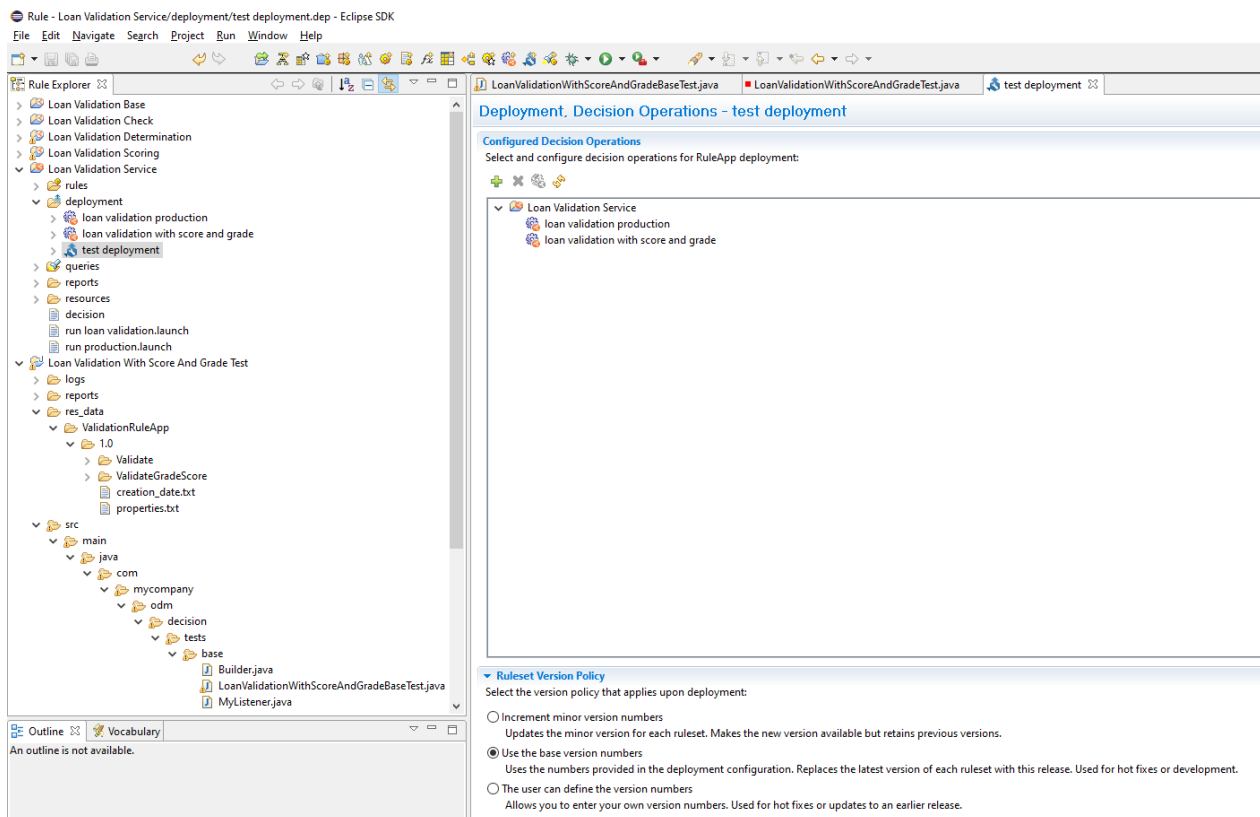 Rule - Loan Validation Service/deployment/test deployment.dep - Eclipse SDK
File Edit Navigate Search Project Run Window Help
Rule Explorer
Loan Validation Base
Loan Validation Check
Loan Validation Determination
Loan Validation Scoring
Loan Validation Service
rules
deployment
loan validation production
loan validation with score and grade
test deployment
queries
reports
resources
decision
run loan validation.launch
run production.launch
Loan Validation With Score And Grade Test
logs
reports
res_data
ValidationRuleApp
1.0
Validate
ValidateGradeScore
creation_date.txt
properties.txt
src
main
java
com
mycompany
odm
decision
tests
base
Builder.java
LoanValidationWithScoreAndGradeBaseTest.java
MyListener.java
Outline Vocabulary
An outline is not available.
LoanValidationWithScoreAndGradeBaseTest.java LoanValidationWithScoreAndGradeTest.java test deployment
Deployment, Decision Operations - test deployment
Configured Decision Operations
Select and configure decision operations for RuleApp deployment:
Loan Validation Service
loan validation production
loan validation with score and grade
Ruleset Version Policy
Select the version policy that applies upon deployment:
Increment minor version numbers
Updates the minor version for each ruleset. Makes the new version available but retains previous versions.
Use the base version numbers
Uses the numbers provided in the deployment configuration. Replaces the latest version of each ruleset with this release. Used for hot fixes or development.
The user can define the version numbers
Allows you to enter your own version numbers. Used for hot fixes or updates to an earlier release.